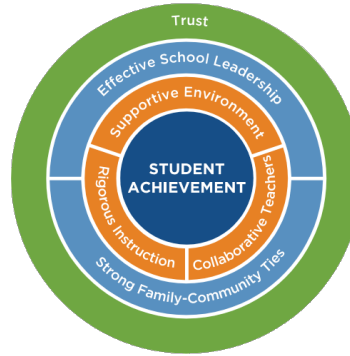 Trust
Effective School Leadership
Supportive Environment
STUDENT
ACHIEVEMENT
Rigorous Instruction
Collaborative Teachers
Strong Family-Community Ties